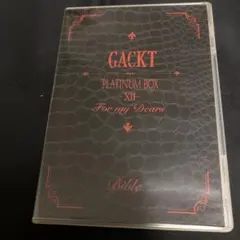 GACKT
PLATINUM BOX
XII
For my Dears